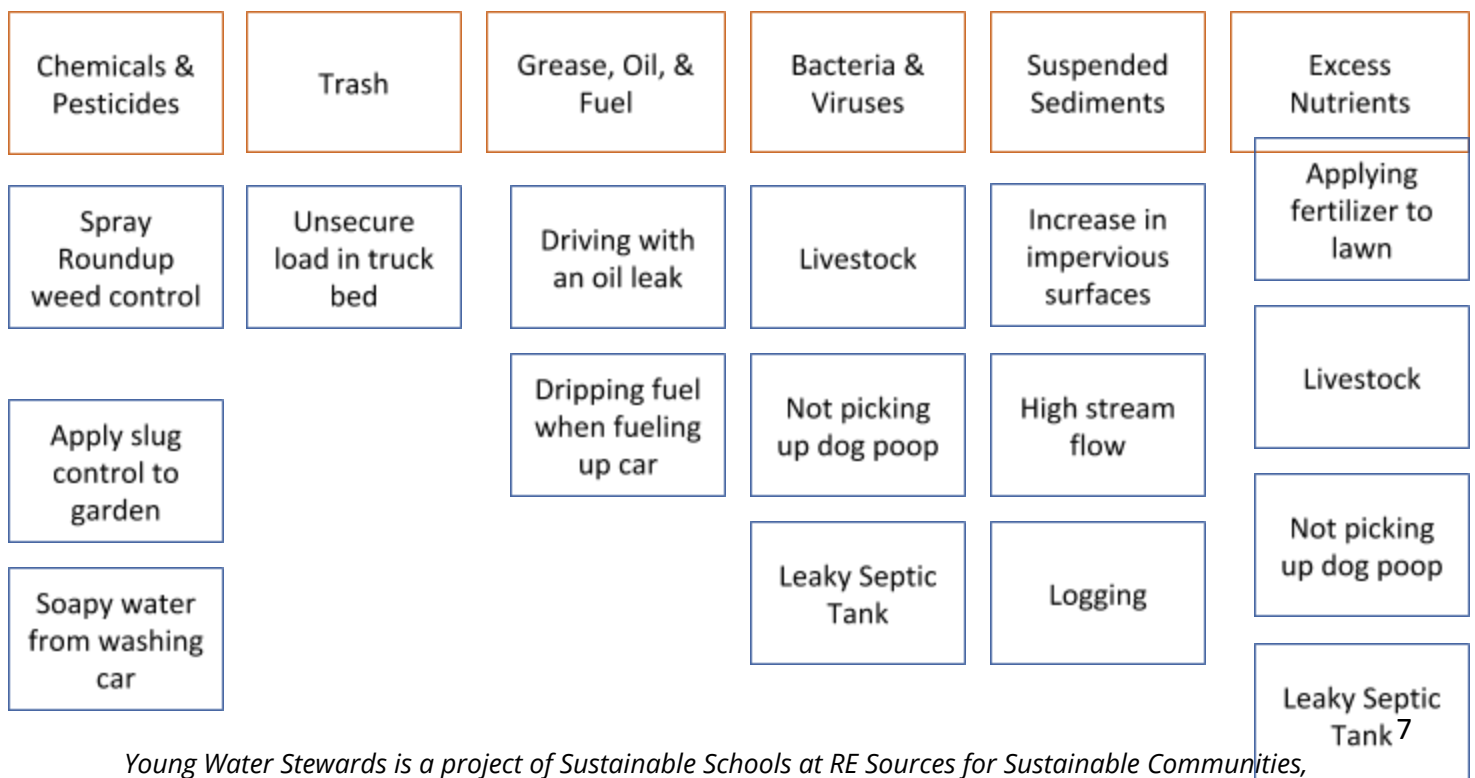 Chemicals &
Pesticides
Trash
Grease, Oil, &
Fuel
Bacteria &
Viruses
Suspended
Sediments
Excess
Nutrients
Spray
Roundup
weed control
Unsecure
load in truck
bed
Driving with
an oil leak
Livestock
Increase in
impervious
surfaces
Applying
fertilizer to
lawn
Apply slug
control to
garden
Dripping fuel
when fueling
up car
Not picking
up dog poop
High stream
flow
Livestock
Soapy water
from washing
car
Leaky Septic
Tank
Logging
Not picking
up dog poop
Leaky Septic
Tank
7
Young Water Stewards is a project of Sustainable Schools at RE Sources for Sustainable Communities,